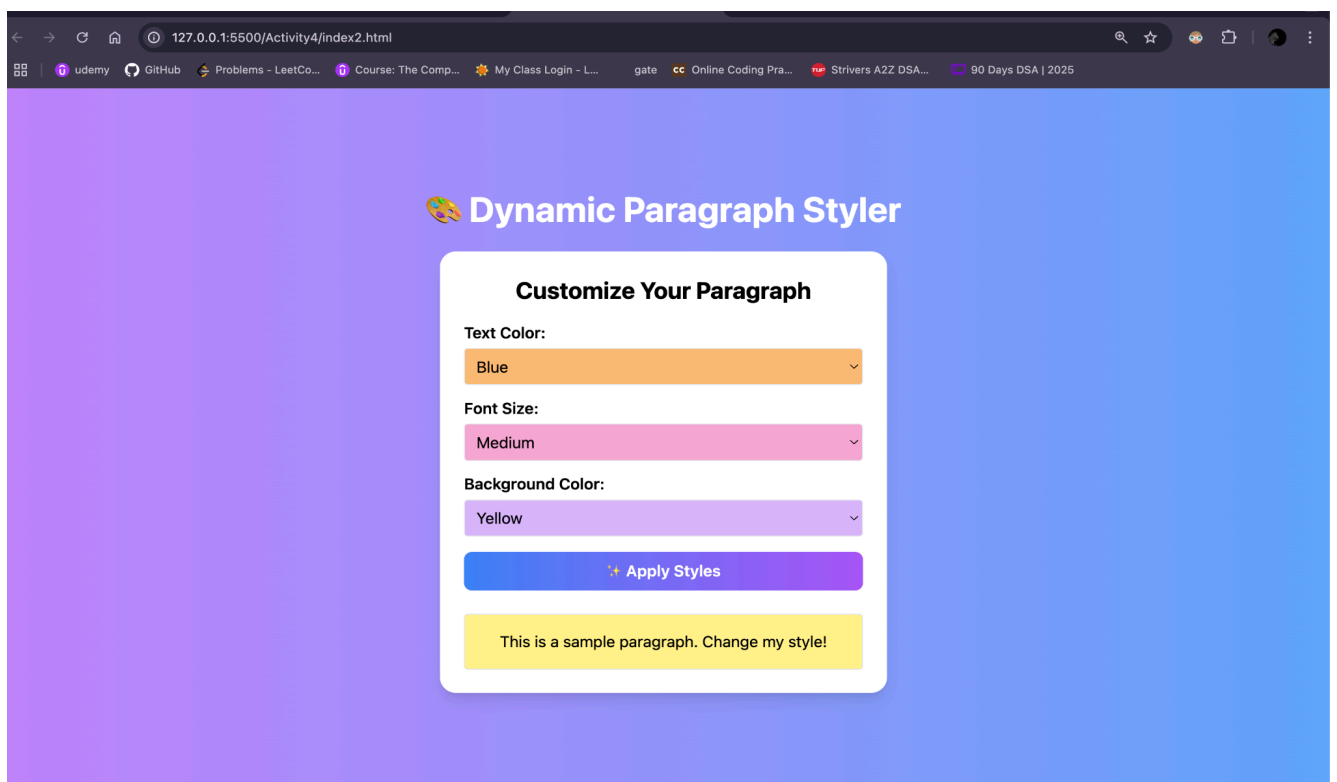 127.0.0.1:5500/Activity4/index2.html
udemy GitHub Problems - LeetCo... Course: The Comp... My Class Login - L... gate CC Online Coding Pra... TUF Strivers A2Z DSA... 90 Days DSA | 2025
🎨 Dynamic Paragraph Styler
Customize Your Paragraph
Text Color:
Blue
Font Size:
Medium
Background Color:
Yellow
✨ Apply Styles
This is a sample paragraph. Change my style!